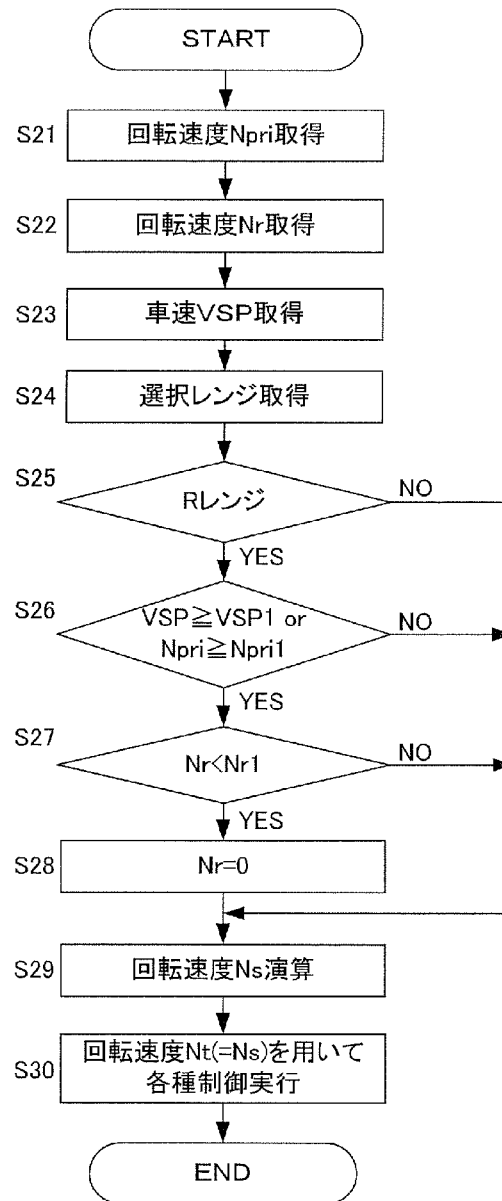 START
S21
回転速度Npri取得
S22
回転速度Nr取得
S23
車速VSP取得
S24
選択レンジ取得
S25
Rレンジ
NO
YES
S26
VSP≧VSP1 or
Npri≧Npri1
NO
YES
S27
Nr<Nr1
NO
YES
S28
Nr=0
S29
回転速度Ns演算
S30
回転速度Nt(=Ns)を用いて
各種制御実行
END